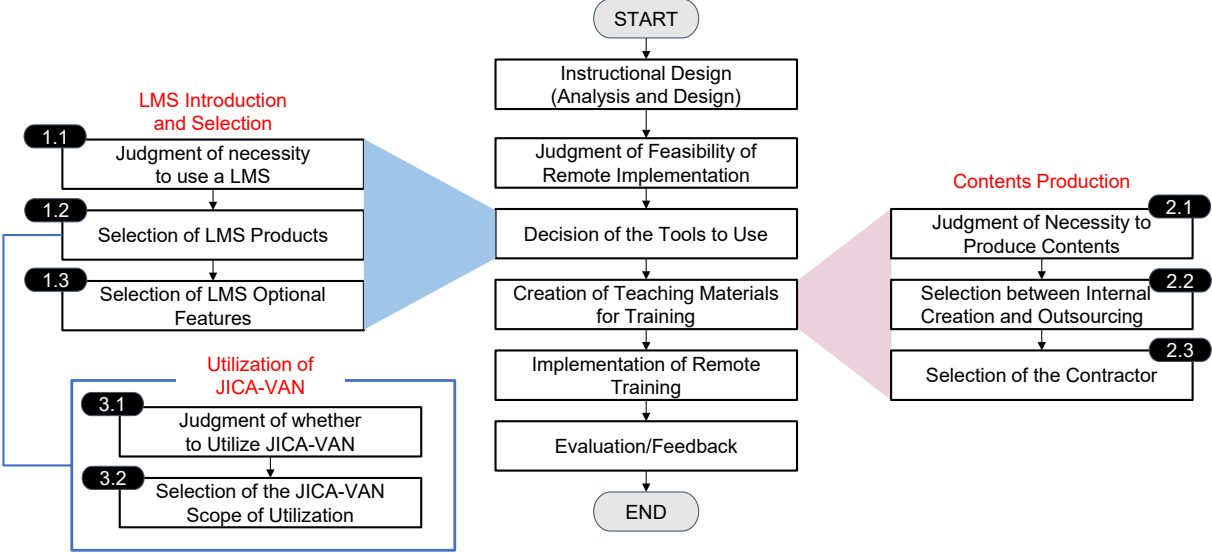 START
Instructional Design
(Analysis and Design)
Judgment of Feasibility of
Remote Implementation
Decision of the Tools to Use
Creation of Teaching Materials
for Training
Implementation of Remote
Training
Evaluation/Feedback
END
LMS Introduction
and Selection
1.1
Judgment of necessity
to use a LMS
1.2
Selection of LMS Products
1.3
Selection of LMS Optional
Features
Utilization of
JICA-VAN
3.1
Judgment of whether
to Utilize JICA-VAN
3.2
Selection of the JICA-VAN
Scope of Utilization
Contents Production
2.1
Judgment of Necessity to
Produce Contents
2.2
Selection between Internal
Creation and Outsourcing
2.3
Selection of the Contractor